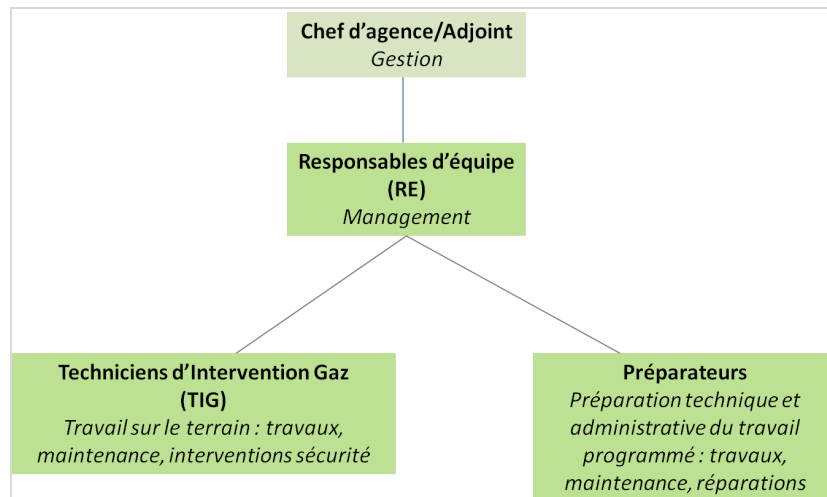 Chef d’agence/Adjoint
Gestion
Responsables d’équipe
(RE)
Management
Techniciens d’Intervention Gaz
(TIG)
Travail sur le terrain : travaux,
maintenance, interventions sécurité
Préparateurs
Préparation technique et
administrative du travail
programmé : travaux,
maintenance, réparations